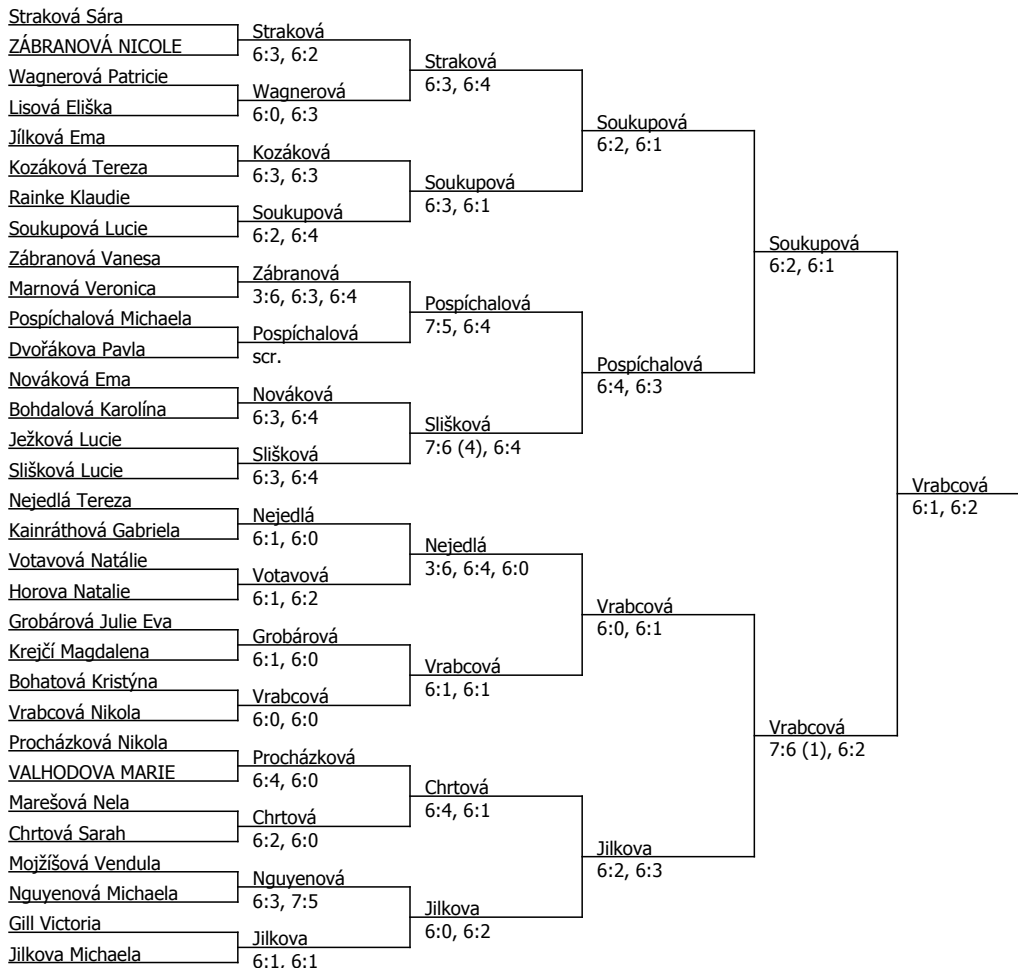 Straková Sára
ZÁBRANOVÁ NICOLE
Wagnerová Patricie
Lisová Eliška
Jílková Ema
Kozáková Tereza
Rainke Klaudie
Soukupová Lucie
Zábranová Vanesa
Marnová Veronica
Pospíchalová Michaela
Dvořákova Pavla
Nováková Ema
Bohdalová Karolína
Ježková Lucie
Slišková Lucie
Nejedlá Tereza
Kainráthová Gabriela
Votavová Natálie
Horova Natalie
Grobárová Julie Eva
Krejčí Magdalena
Bohatová Kristýna
Vrabcová Nikola
Procházková Nikola
VALHODOVA MARIE
Marešová Nela
Chrtová Sarah
Mojžíšová Vendula
Nguyenová Michaela
Gill Victoria
Jilkova Michaela
Straková
6:3, 6:2
Wagnerová
6:0, 6:3
Kozáková
6:3, 6:3
Soukupová
6:2, 6:4
Zábranová
3:6, 6:3, 6:4
Pospíchalová
scr.
Nováková
6:3, 6:4
Slišková
6:3, 6:4
Nejedlá
6:1, 6:0
Votavová
6:1, 6:2
Grobárová
6:1, 6:0
Vrabcová
6:0, 6:0
Procházková
6:4, 6:0
Chrtová
6:2, 6:0
Nguyenová
6:3, 7:5
Jilkova
6:1, 6:1
Straková
6:3, 6:4
Soukupová
6:3, 6:1
Pospíchalová
7:5, 6:4
Slišková
7:6 (4), 6:4
Nejedlá
3:6, 6:4, 6:0
Vrabcová
6:1, 6:1
Chrtová
6:4, 6:1
Jilkova
6:0, 6:2
Soukupová
6:2, 6:1
Pospíchalová
6:4, 6:3
Vrabcová
6:0, 6:1
Jilkova
6:2, 6:3
Soukupová
6:2, 6:1
Vrabcová
7:6 (1), 6:2
Vrabcová
6:1, 6:2